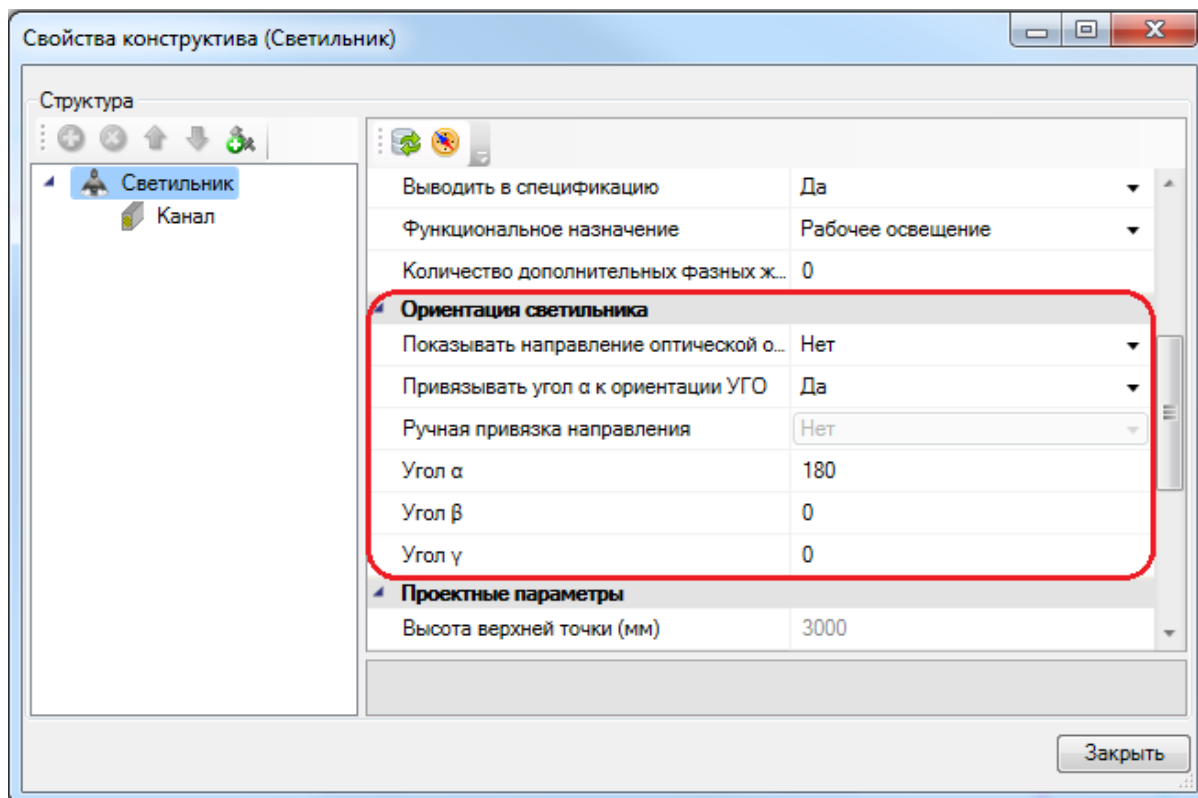 Свойства конструктива (Светильник)
Структура
Светильник
Канал
Выводить в спецификацию Да
Функциональное назначение Рабочее освещение
Количество дополнительных фазных ж... 0
Ориентация светильника
Показывать направление оптической о... Нет
Привязывать угол α к ориентации УГО Да
Ручная привязка направления Нет
Угол α 180
Угол β 0
Угол γ 0
Проектные параметры
Высота верхней точки (мм) 3000
Закрыть